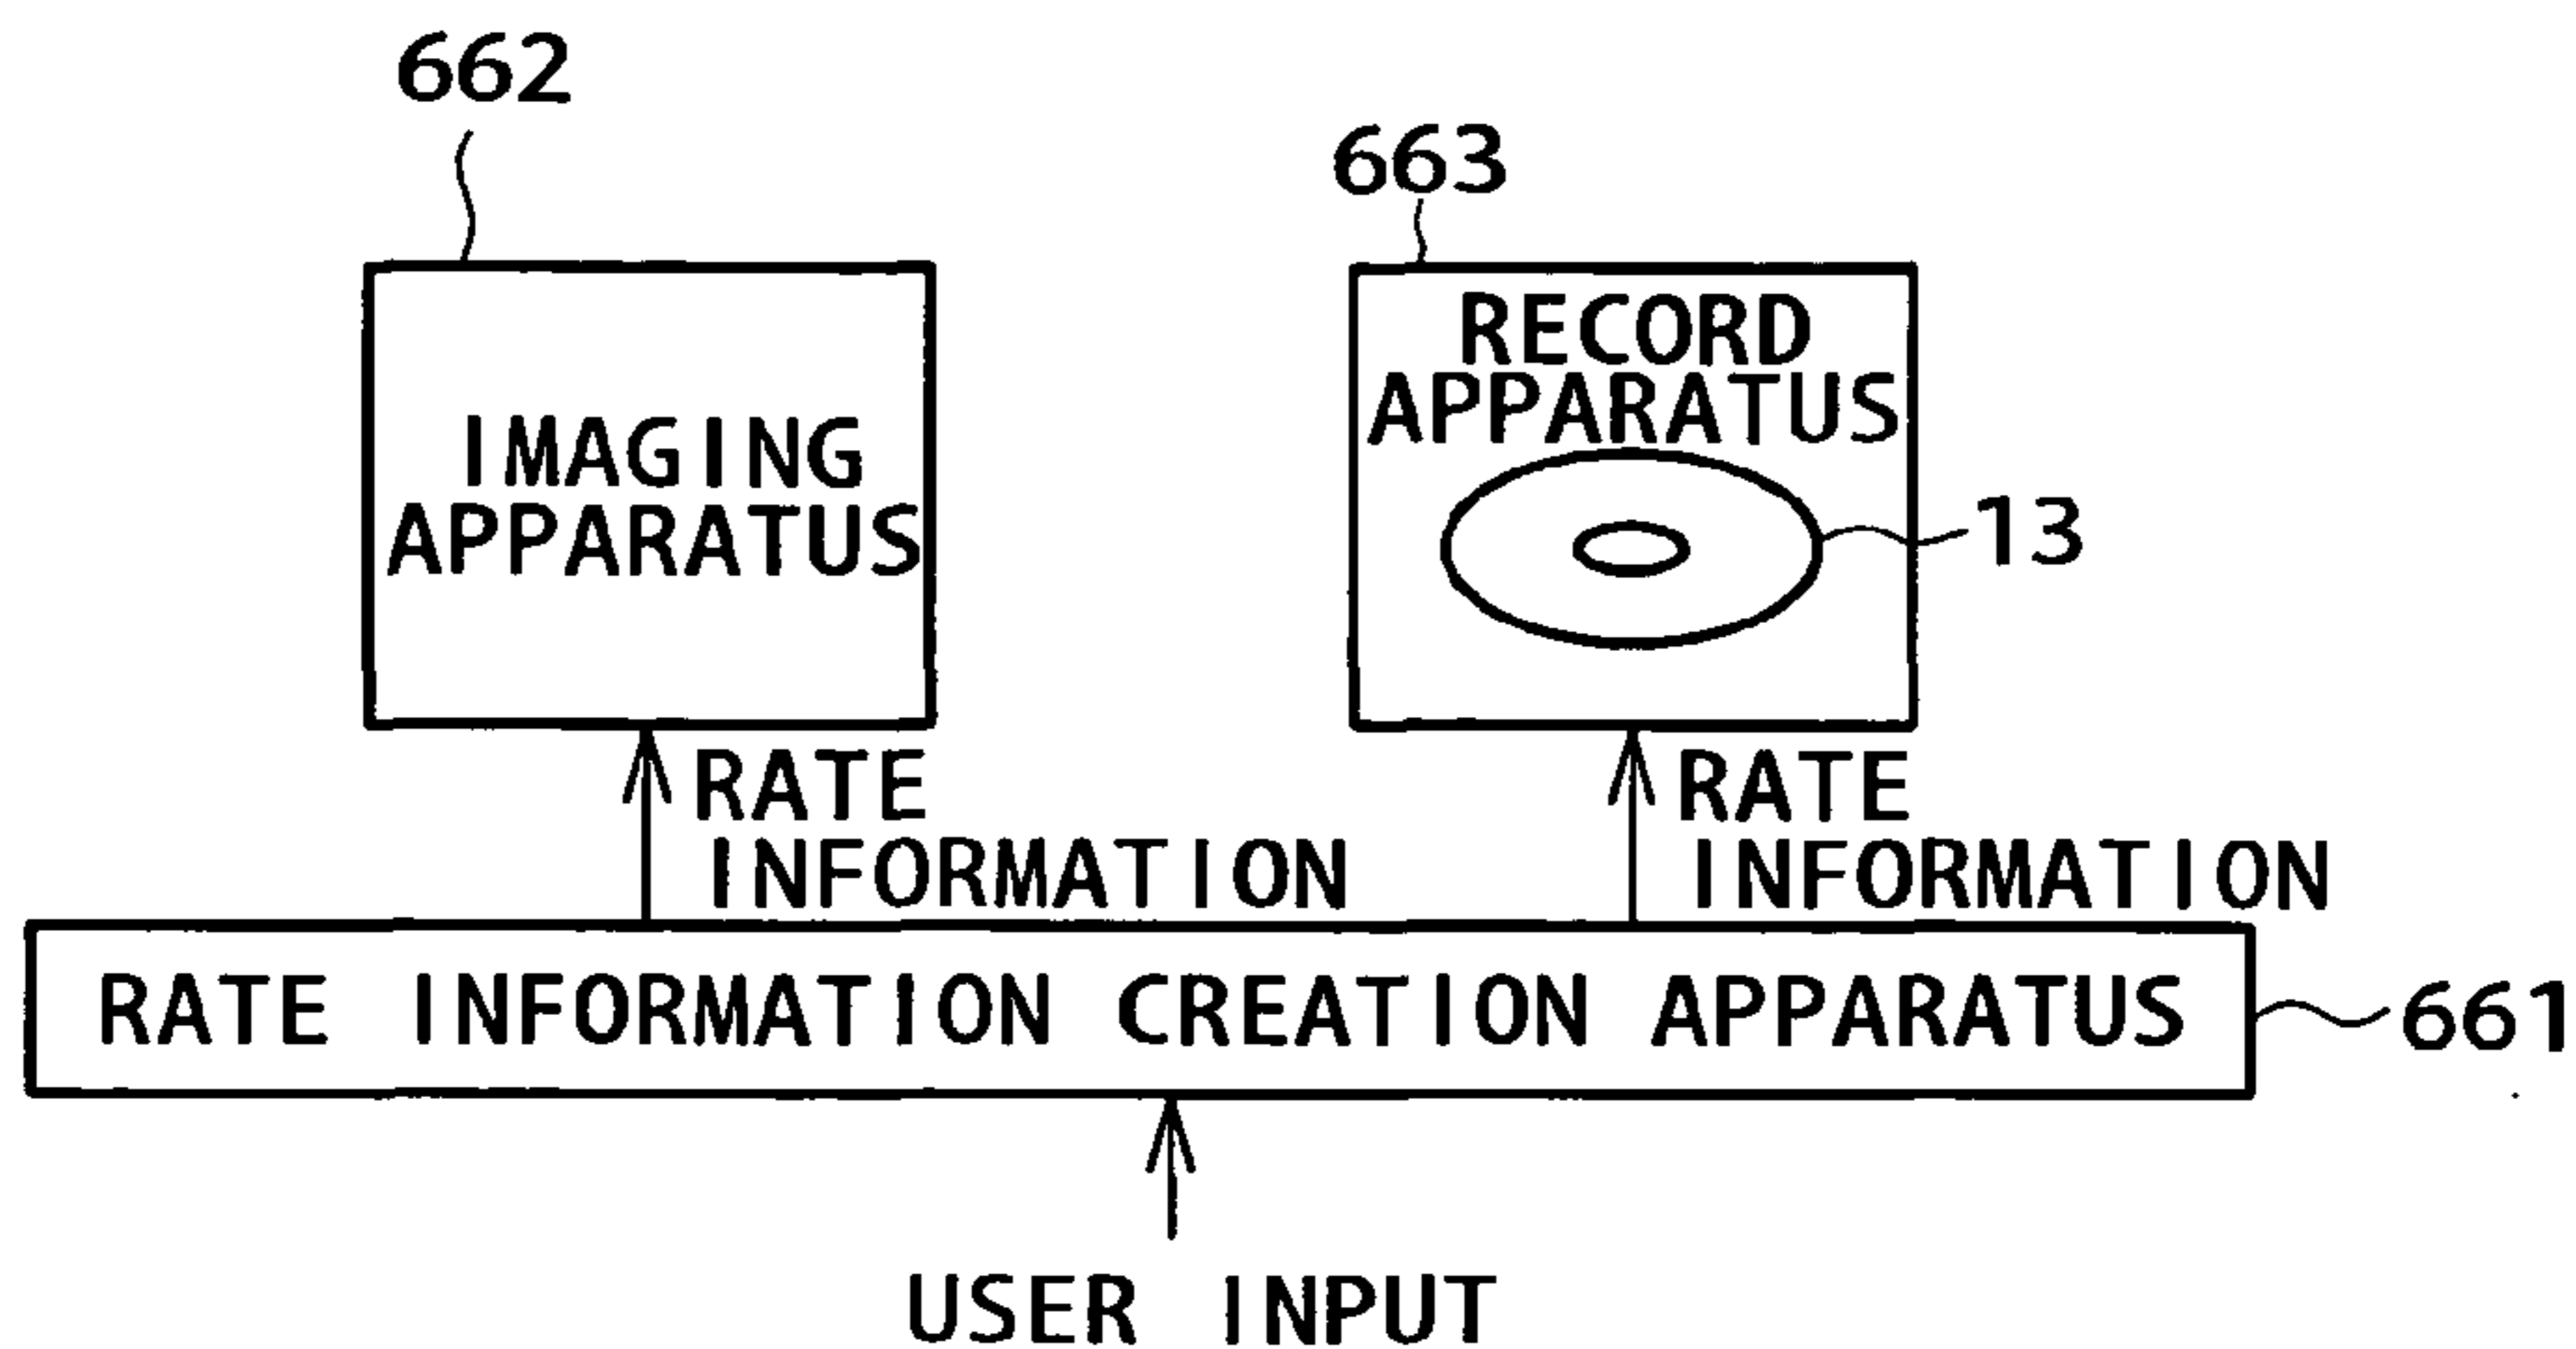 662
663
IMAGING
APPARATUS
RECORD
APPARATUS
13
RATE
INFORMATION
RATE
INFORMATION
RATE INFORMATION CREATION APPARATUS
661
USER INPUT